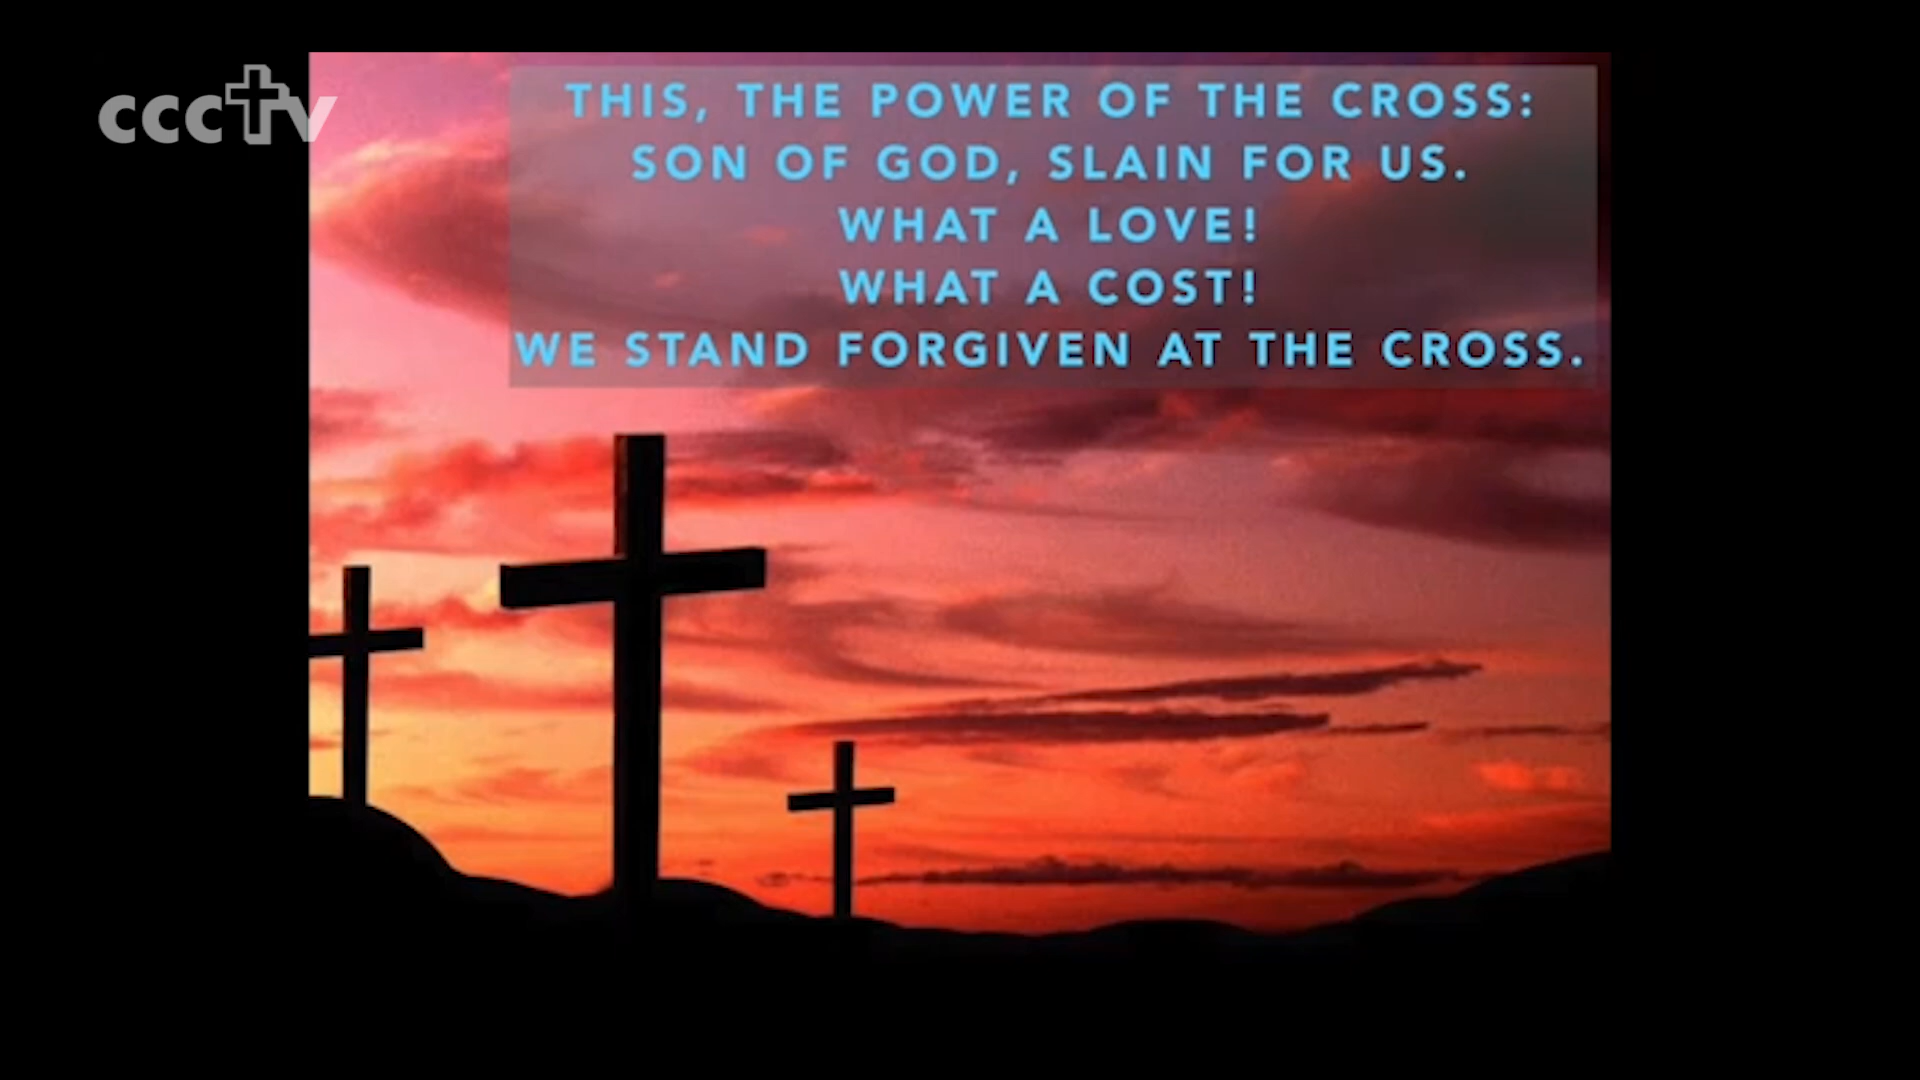 ccctv
THIS, THE POWER OF THE CROSS:
SON OF GOD, SLAIN FOR US.
WHAT A LOVE!
WHAT A COST!
WE STAND FORGIVEN AT THE CROSS.